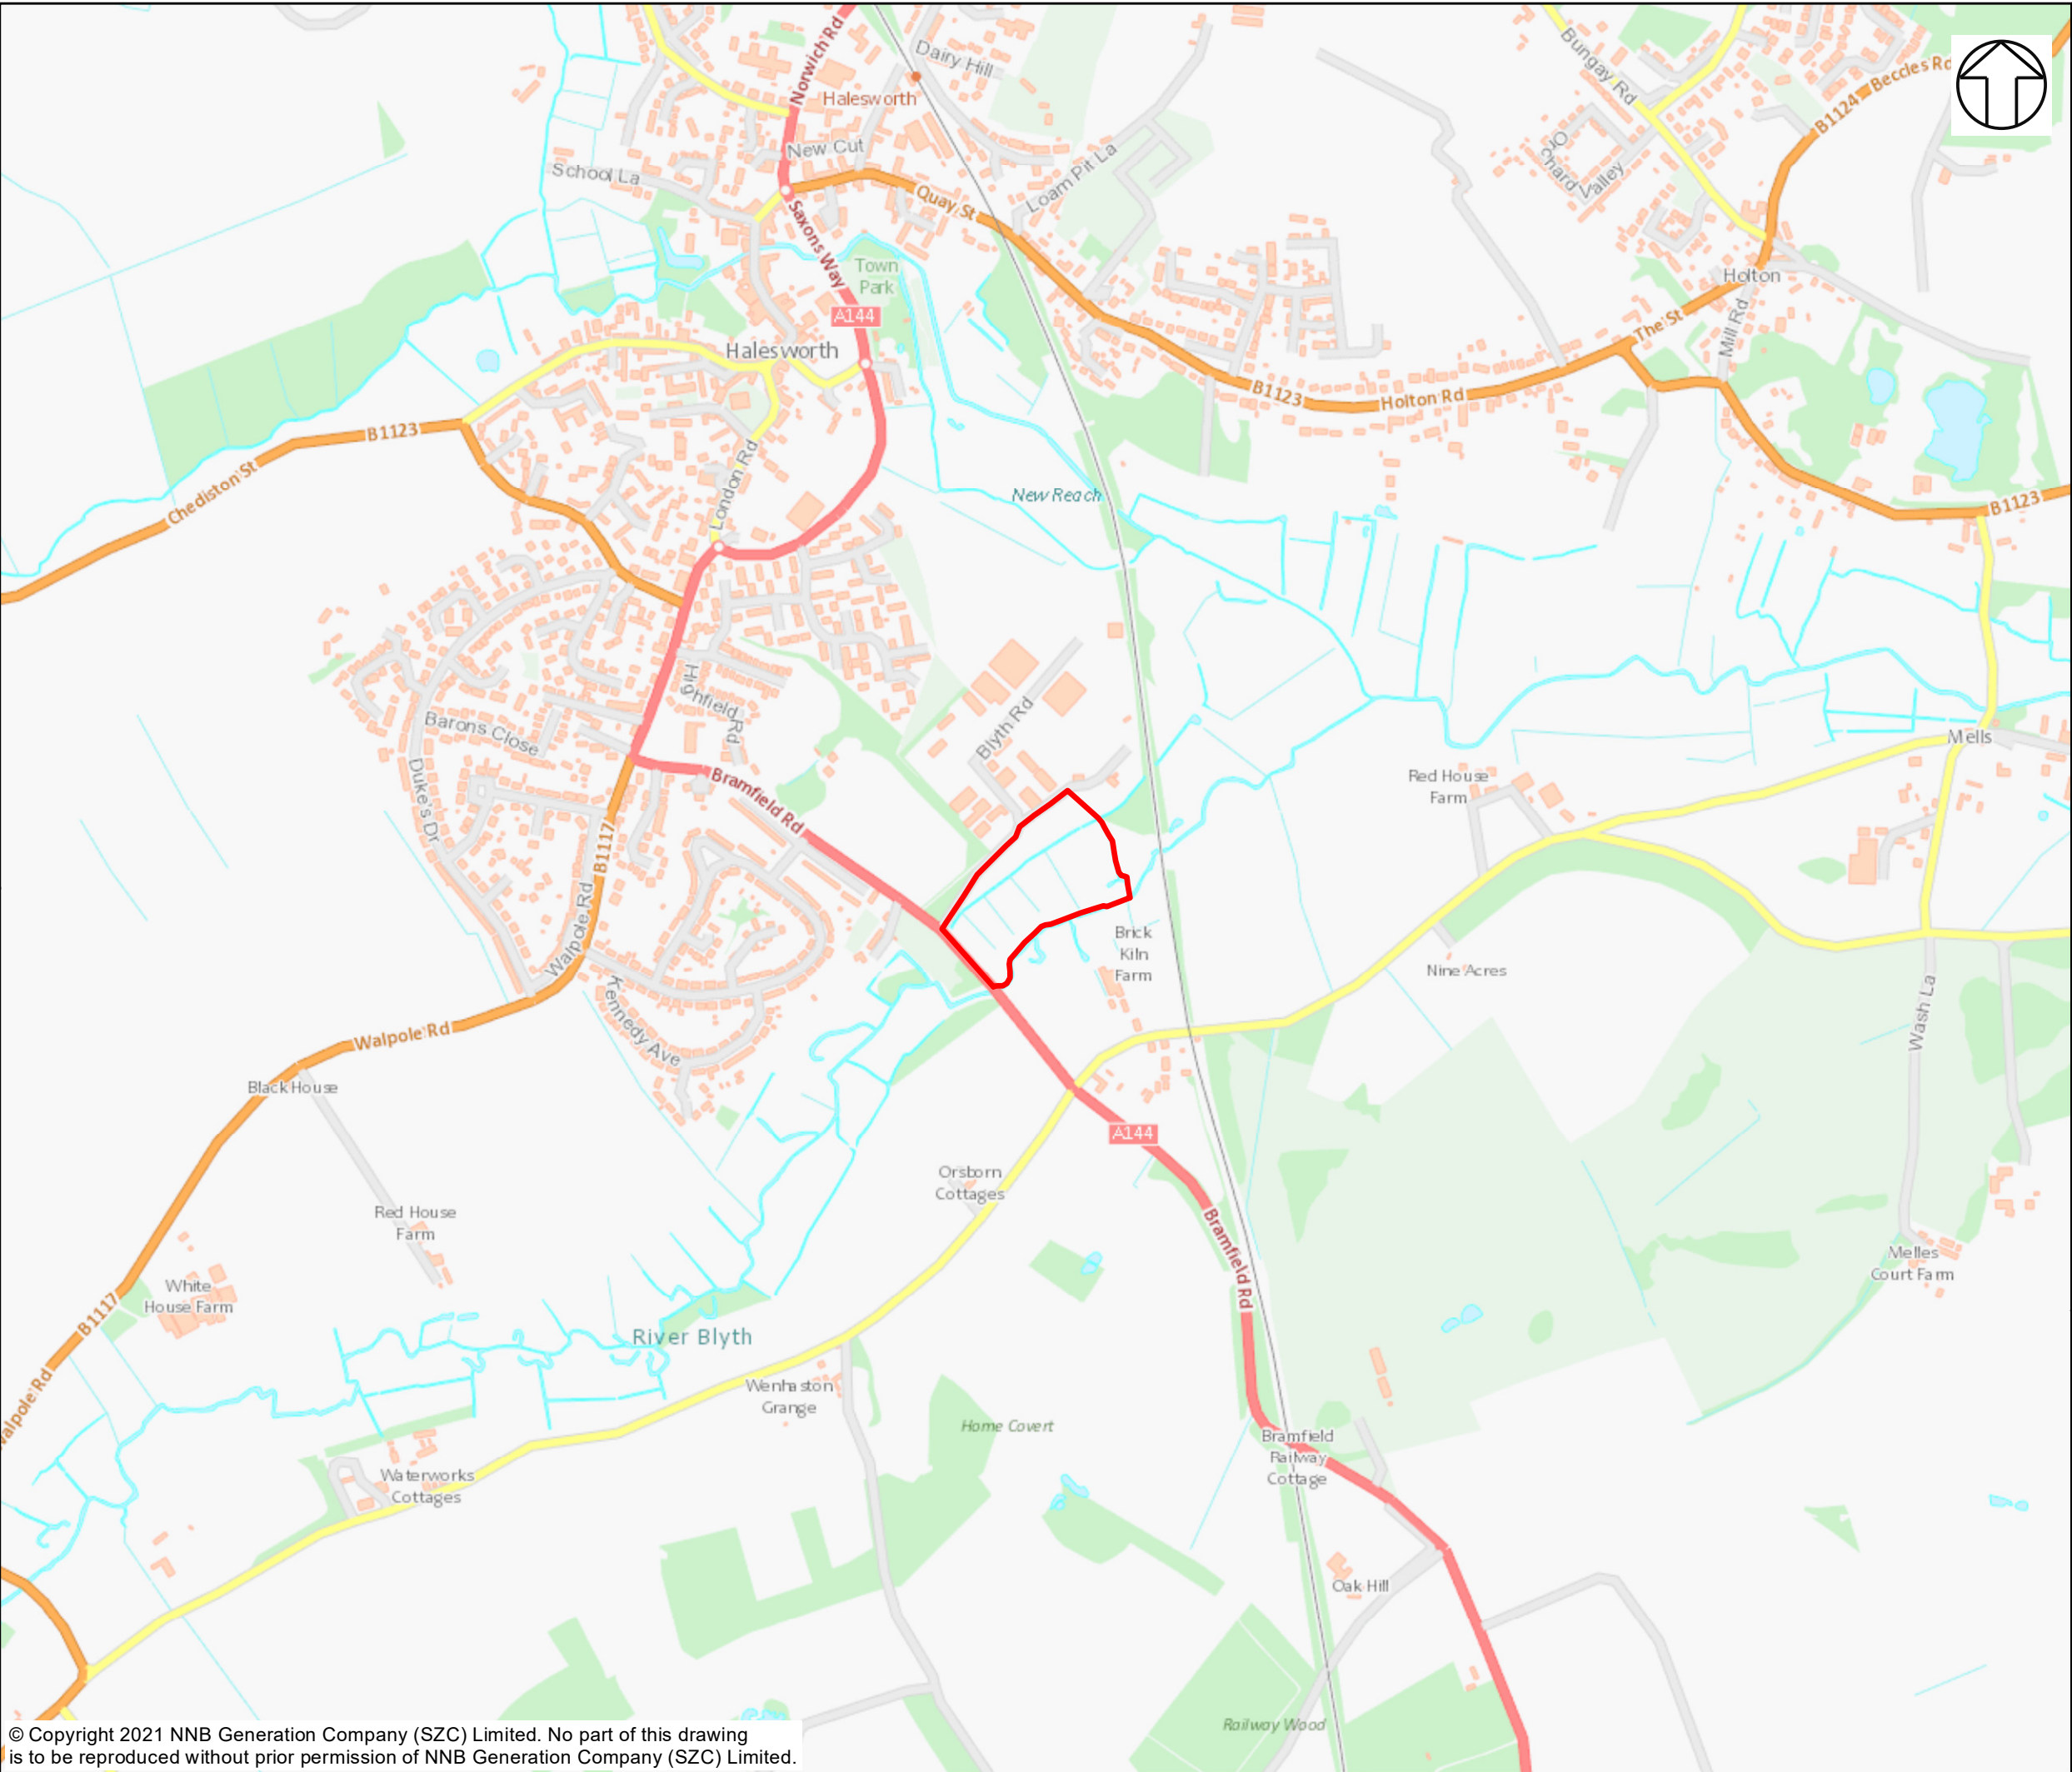 Norwich Rd
Dairy Hill
Halesworth
Bungay Rd
B1124
Beccles Rd
New Cut
School La
Loam Pit La
Orchard
Valley
Quay St
Saxons Way
Town
Park
Holton
A144
The St
Mill Rd
Halesworth
B1123
Holton Rd
B1123
Chediston St
London Rd
New Reach
B1123
Highfield Rd
Barons Close
Blyth Rd
Mells
Duke's Dr
Bramfield Rd
Red House
Farm
B1117
Walpole Rd
Brick
Kiln
Farm
Nine Acres
Kennedy Ave
Wash La
Walpole Rd
Black House
A144
Orsborn
Cottages
Red House
Farm
Bramfield Rd
Melles
Court Farm
White
House Farm
B1117
River Blyth
Walpole Rd
Wenhaston
Grange
Home Covert
Bramfield
Railway
Cottage
Waterworks
Cottages
Oak Hill
Railway Wood
© Copyright 2021 NNB Generation Company (SZC) Limited. No part of this drawing
is to be reproduced without prior permission of NNB Generation Company (SZC) Limited.